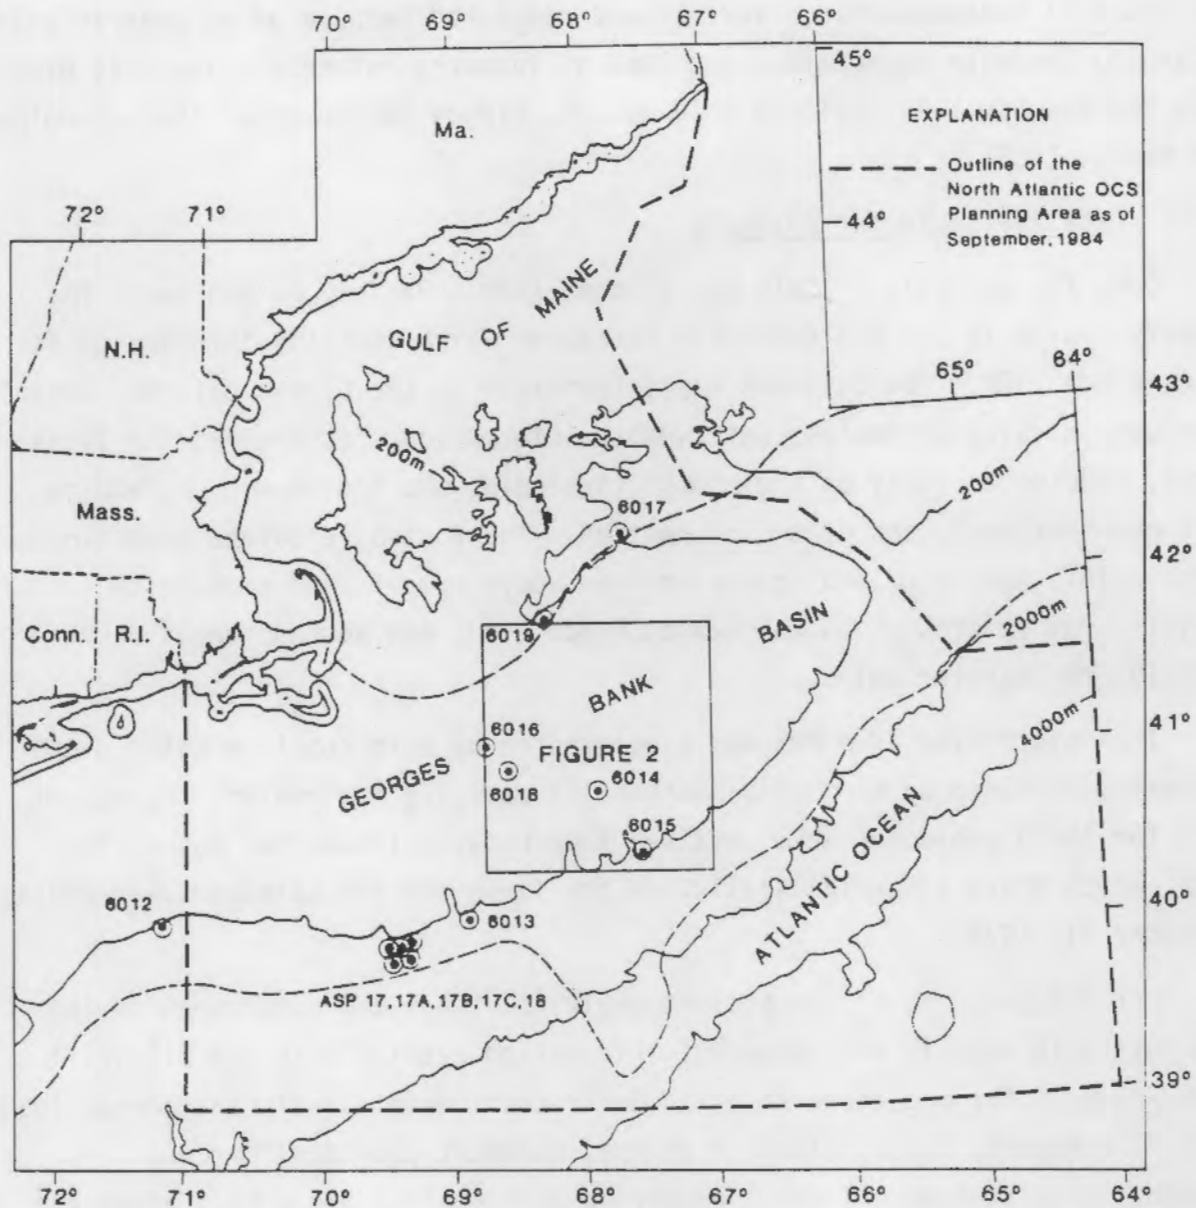 70° 69° 68° 67° 66°
45°
Ma.
EXPLANATION
Outline of the
North Atlantic OCS
Planning Area as of
September, 1984
72° 71°
44°
GULF OF MAINE
N.H.
65° 64°
43°
200m
200m
Mass.
6017
42°
Conn. R.I.
6019
BASIN
2000m
BANK
41°
4000m
6016
FIGURE 2
6014
6018
GEORGES
6015
ATLANTIC OCEAN
6012
6013
40°
ASP 17, 17A, 17B, 17C, 18
39°
72° 71° 70° 69° 68° 67° 66° 65° 64°